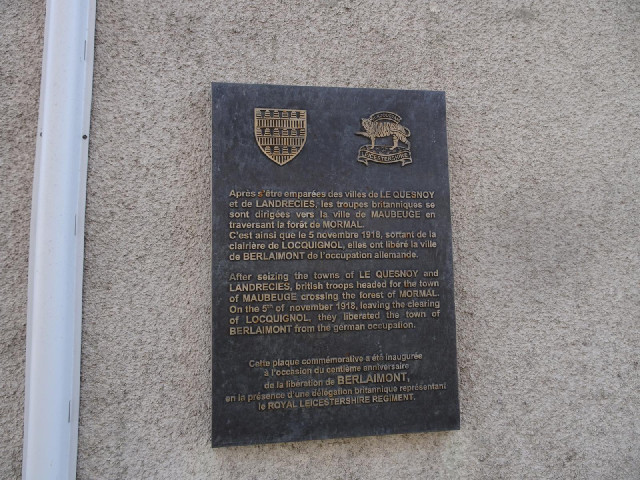 LEICESTERSHIRE
Après s'être emparées des villes de LE QUESNOY
et de LANDRECIES, les troupes britanniques se
sont dirigées vers la ville de MAUBEUGE en
traversant la forêt de MORMAL.
C'est ainsi que le 5 novembre 1918, sortant de la
clairière de LOCQUIGNOL, elles ont libéré la ville
de BERLAIMONT de l'occupation allemande.
After seizing the towns of LE QUESNOY and
LANDRECIES, british troops headed for the town
of MAUBEUGE crossing the forest of MORMAL.
On the 5th of november 1918, leaving the clearing
of LOCQUIGNOL, they liberated the town of
BERLAIMONT from the german occupation.
Cette plaque commémorative a été inaugurée
à l'occasion du centième anniversaire
de la libération de BERLAIMONT,
en la présence d'une délégation britannique représentant
le ROYAL LEICESTERSHIRE REGIMENT.